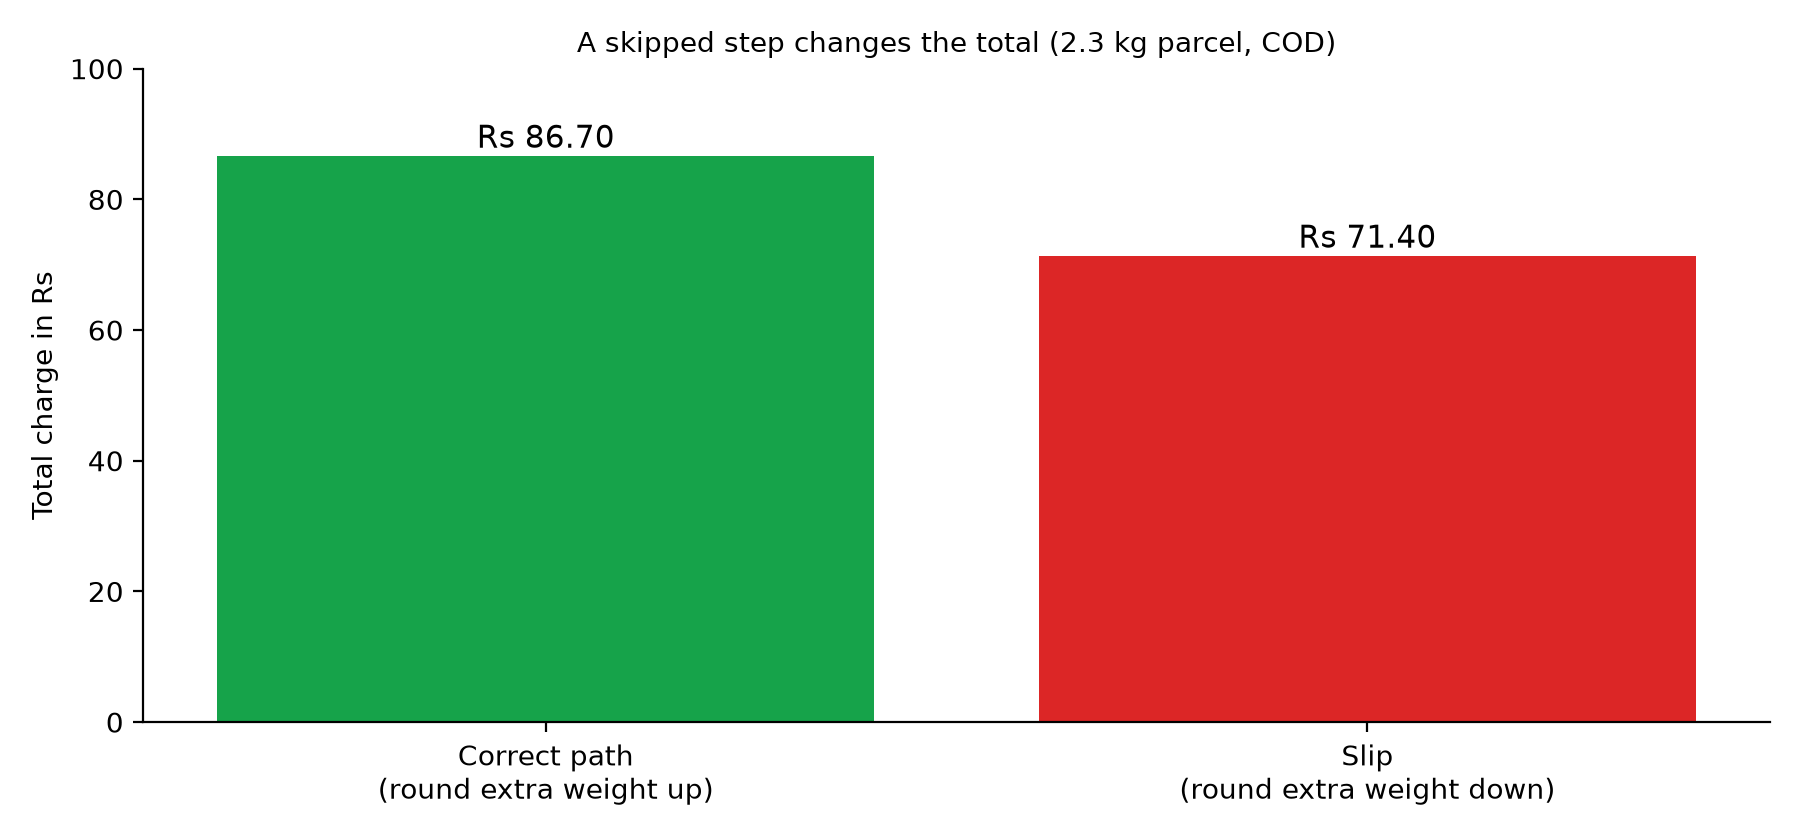 A skipped step changes the total (2.3 kg parcel, COD)
Total charge in Rs
100
80
60
40
20
0
Rs 86.70
Rs 71.40
Correct path
(round extra weight up)
Slip
(round extra weight down)